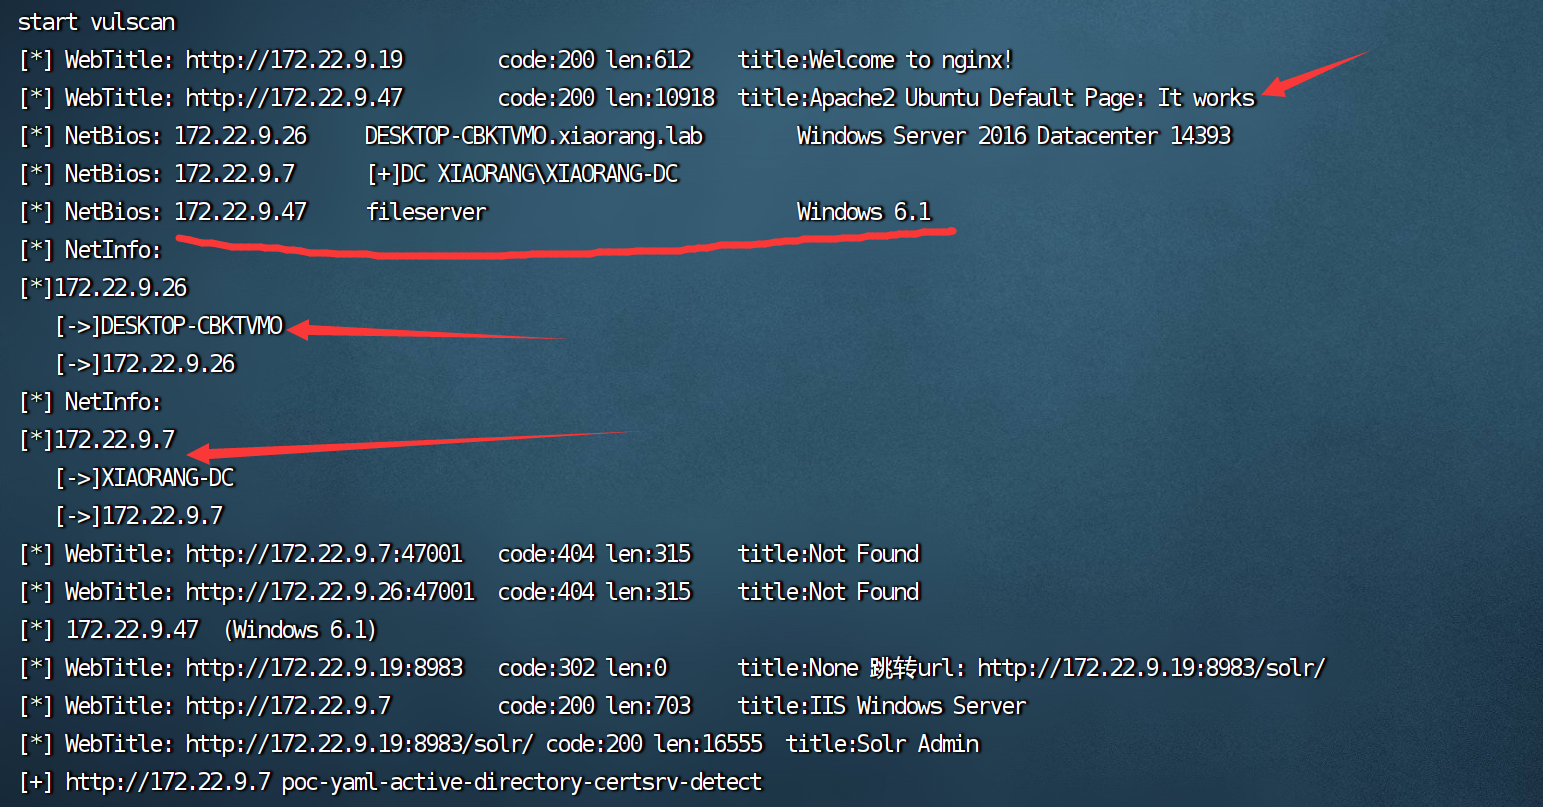 start vulscan
[*] WebTitle: http://172.22.9.19 code:200 len:612 title:Welcome to nginx!
[*] WebTitle: http://172.22.9.47 code:200 len:10918 title:Apache2 Ubuntu Default Page: It works
[*] NetBios: 172.22.9.26 DESKTOP-CBKTVMO.xiaorang.lab Windows Server 2016 Datacenter 14393
[*] NetBios: 172.22.9.7 [+]DC XIAORANG\XIAORANG-DC
[*] NetBios: 172.22.9.47 fileserver Windows 6.1
[*] NetInfo:
[*]172.22.9.26
[->]DESKTOP-CBKTVMO
[->]172.22.9.26
[*] NetInfo:
[*]172.22.9.7
[->]XIAORANG-DC
[->]172.22.9.7
[*] WebTitle: http://172.22.9.7:47001 code:404 len:315 title:Not Found
[*] WebTitle: http://172.22.9.26:47001 code:404 len:315 title:Not Found
[*] 172.22.9.47 (Windows 6.1)
[*] WebTitle: http://172.22.9.19:8983 code:302 len:0 title:None 跳转url: http://172.22.9.19:8983/solr/
[*] WebTitle: http://172.22.9.7 code:200 len:703 title:IIS Windows Server
[*] WebTitle: http://172.22.9.19:8983/solr/ code:200 len:16555 title:Solr Admin
[+] http://172.22.9.7 poc-yaml-active-directory-certsrv-detect